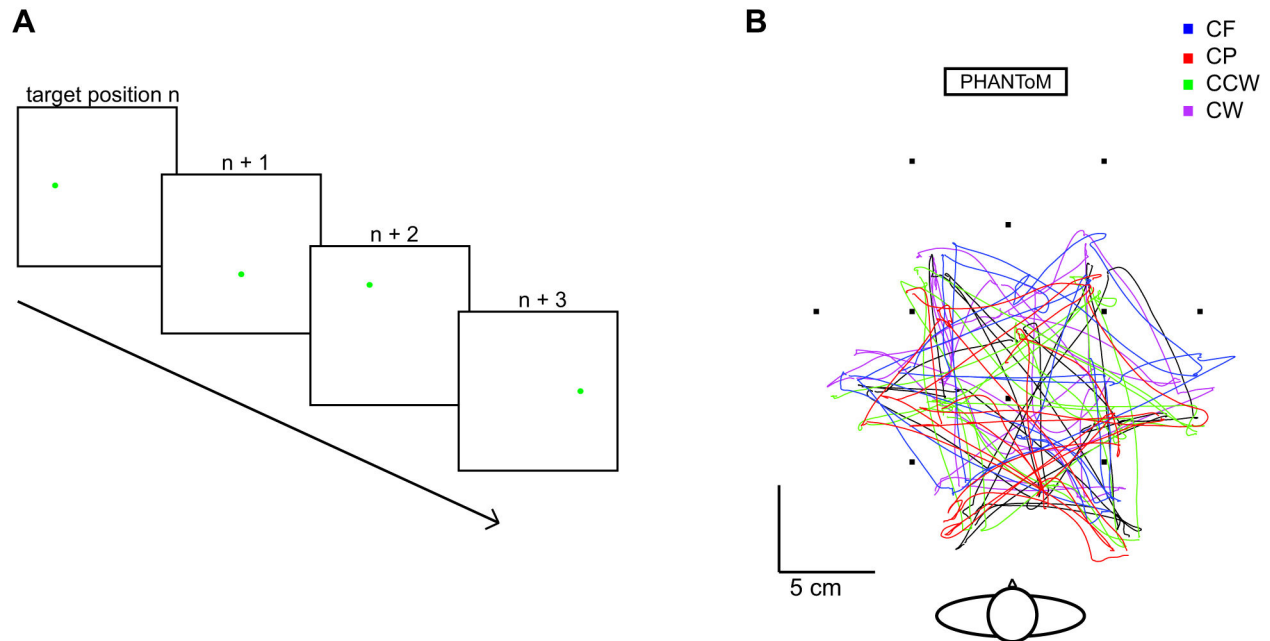 A
target position n
n + 1
n + 2
n + 3
B
CF
CP
CCW
CW
PHANToM
5 cm